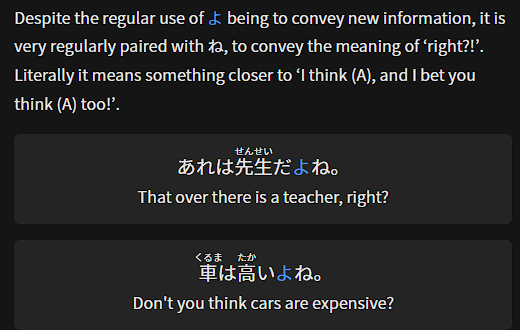 Despite the regular use of よ being to convey new information, it is
very regularly paired with ね, to convey the meaning of ‘right?!’.
Literally it means something closer to ‘I think (A), and I bet you
think (A) too!’.
せんせい
あれは先生だよね。
That over there is a teacher, right?
くるま たか
車は高いよね。
Don't you think cars are expensive?